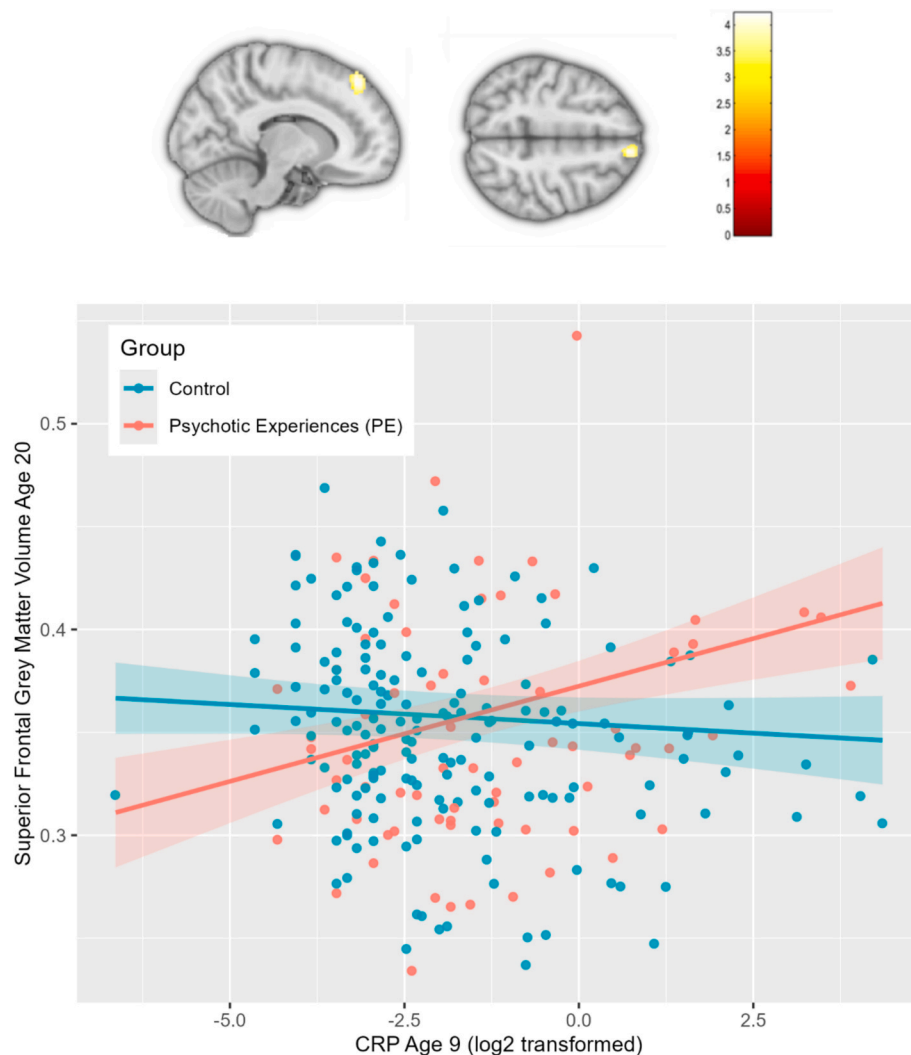 4
3.5
3
2.5
2
1.5
1
0.5
0
Group
Control
Psychotic Experiences (PE)
Superior Frontal Grey Matter Volume Age 20
0.5
0.4
0.3
-5.0 -2.5 0.0 2.5
CRP Age 9 (log2 transformed)